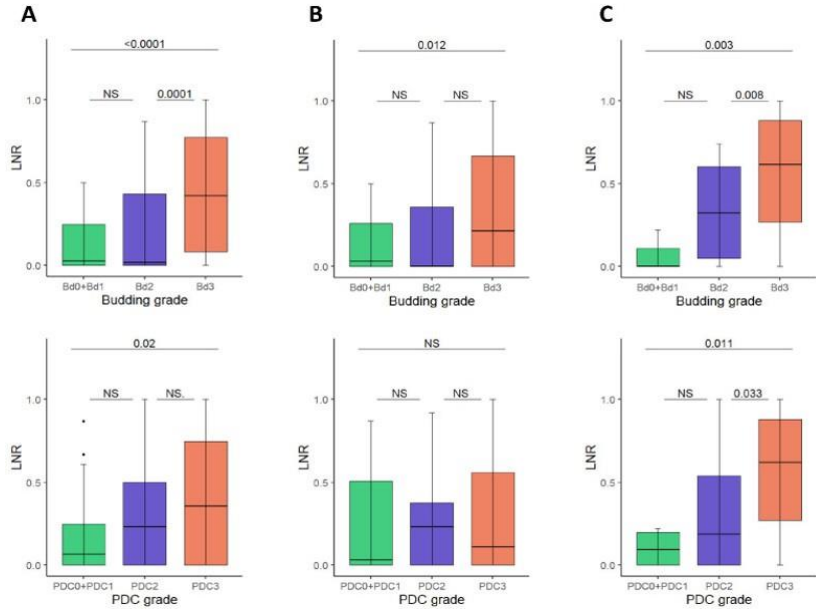 A
B
C
<0.0001
0.012
0.003
NS 0.0001
NS NS
NS 0.008
1.0
1.0
1.0
LNR
LNR
LNR
0.5
0.5
0.5
0.0
0.0
0.0
Bd0+Bd1 Bd2 Bd3
Bd0+Bd1 Bd2 Bd3
Bd0+Bd1 Bd2 Bd3
Budding grade
Budding grade
Budding grade
0.02
NS
0.011
NS NS.
NS NS
NS 0.033
1.0
1.0
1.0
LNR
LNR
LNR
0.5
0.5
0.5
0.0
0.0
0.0
PDC0+PDC1 PDC2 PDC3
PDC0+PDC1 PDC2 PDC3
PDC0+PDC1 PDC2 PDC3
PDC grade
PDC grade
PDC grade